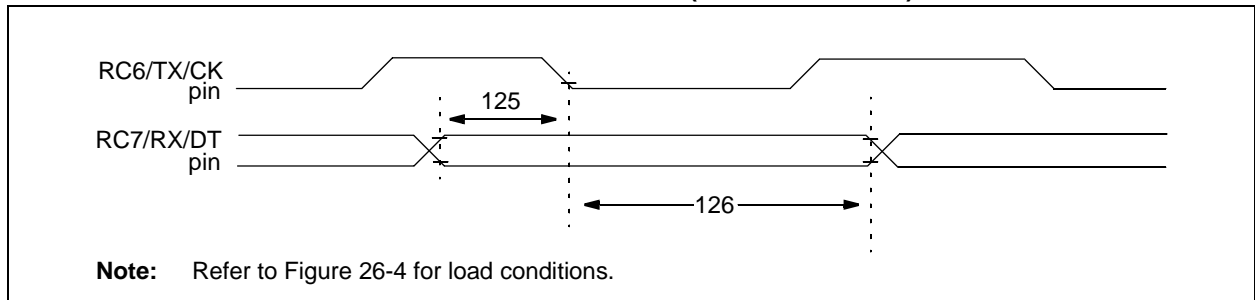 RC6/TX/CK
pin
125
RC7/RX/DT
pin
126
Note: Refer to Figure 26-4 for load conditions.